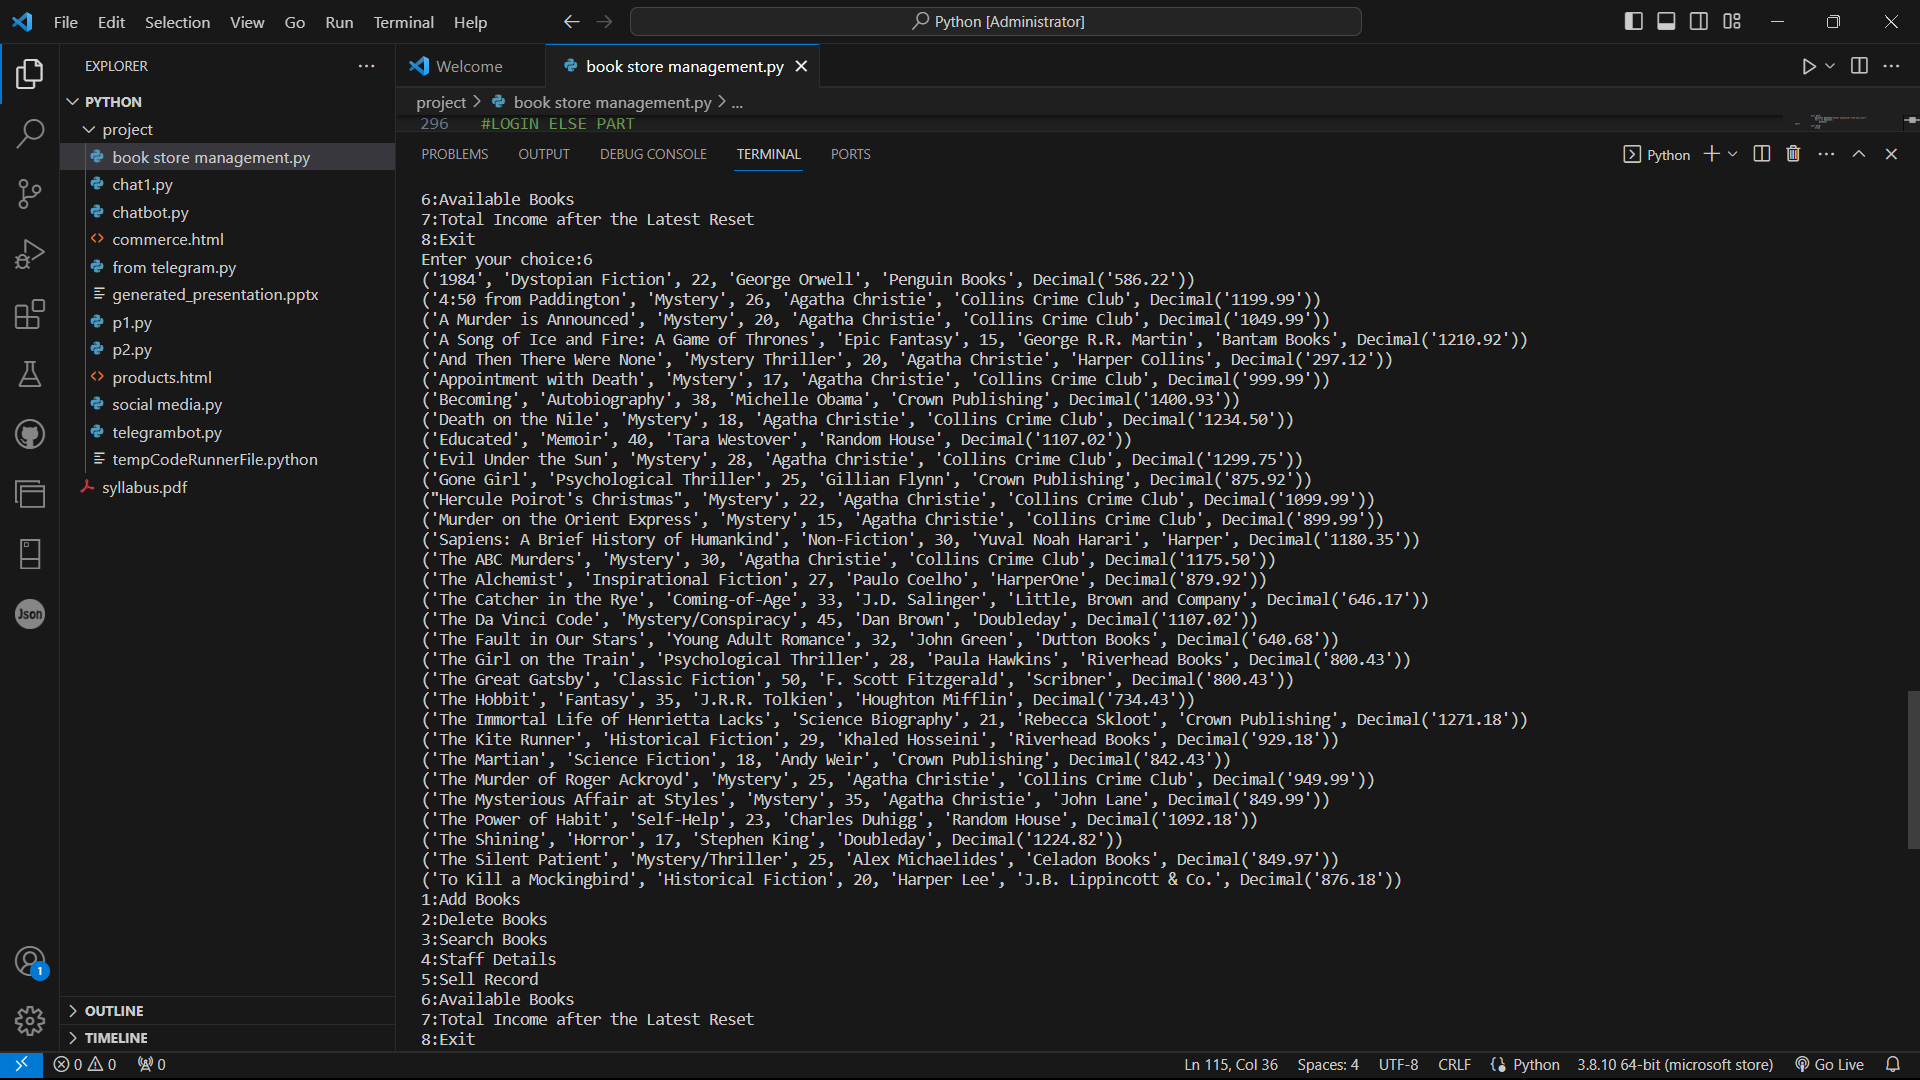 File Edit Selection View Go Run Terminal Help
Python [Administrator]
EXPLORER
PYTHON
project
book store management.py
chat1.py
chatbot.py
commerce.html
from telegram.py
generated_presentation.pptx
p1.py
p2.py
products.html
social media.py
telegrambot.py
tempCodeRunnerFile.python
syllabus.pdf
OUTLINE
TIMELINE
Json
1
Welcome
book store management.py
project > book store management.py > ...
296 #LOGIN ELSE PART
PROBLEMS OUTPUT DEBUG CONSOLE TERMINAL PORTS
Python
6:Available Books
7:Total Income after the Latest Reset
8:Exit
Enter your choice:6
('1984', 'Dystopian Fiction', 22, 'George Orwell', 'Penguin Books', Decimal('586.22'))
('4:50 from Paddington', 'Mystery', 26, 'Agatha Christie', 'Collins Crime Club', Decimal('1199.99'))
('A Murder is Announced', 'Mystery', 20, 'Agatha Christie', 'Collins Crime Club', Decimal('1049.99'))
('A Song of Ice and Fire: A Game of Thrones', 'Epic Fantasy', 15, 'George R.R. Martin', 'Bantam Books', Decimal('1210.92'))
('And Then There Were None', 'Mystery Thriller', 20, 'Agatha Christie', 'Harper Collins', Decimal('297.12'))
('Appointment with Death', 'Mystery', 17, 'Agatha Christie', 'Collins Crime Club', Decimal('999.99'))
('Becoming', 'Autobiography', 38, 'Michelle Obama', 'Crown Publishing', Decimal('1400.93'))
('Death on the Nile', 'Mystery', 18, 'Agatha Christie', 'Collins Crime Club', Decimal('1234.50'))
('Educated', 'Memoir', 40, 'Tara Westover', 'Random House', Decimal('1107.02'))
('Evil Under the Sun', 'Mystery', 28, 'Agatha Christie', 'Collins Crime Club', Decimal('1299.75'))
('Gone Girl', 'Psychological Thriller', 25, 'Gillian Flynn', 'Crown Publishing', Decimal('875.92'))
("Hercule Poirot's Christmas", 'Mystery', 22, 'Agatha Christie', 'Collins Crime Club', Decimal('1099.99'))
('Murder on the Orient Express', 'Mystery', 15, 'Agatha Christie', 'Collins Crime Club', Decimal('899.99'))
('Sapiens: A Brief History of Humankind', 'Non-Fiction', 30, 'Yuval Noah Harari', 'Harper', Decimal('1180.35'))
('The ABC Murders', 'Mystery', 30, 'Agatha Christie', 'Collins Crime Club', Decimal('1175.50'))
('The Alchemist', 'Inspirational Fiction', 27, 'Paulo Coelho', 'HarperOne', Decimal('879.92'))
('The Catcher in the Rye', 'Coming-of-Age', 33, 'J.D. Salinger', 'Little, Brown and Company', Decimal('646.17'))
('The Da Vinci Code', 'Mystery/Conspiracy', 45, 'Dan Brown', 'Doubleday', Decimal('1107.02'))
('The Fault in Our Stars', 'Young Adult Romance', 32, 'John Green', 'Dutton Books', Decimal('640.68'))
('The Girl on the Train', 'Psychological Thriller', 28, 'Paula Hawkins', 'Riverhead Books', Decimal('800.43'))
('The Great Gatsby', 'Classic Fiction', 50, 'F. Scott Fitzgerald', 'Scribner', Decimal('800.43'))
('The Hobbit', 'Fantasy', 35, 'J.R.R. Tolkien', 'Houghton Mifflin', Decimal('734.43'))
('The Immortal Life of Henrietta Lacks', 'Science Biography', 21, 'Rebecca Skloot', 'Crown Publishing', Decimal('1271.18'))
('The Kite Runner', 'Historical Fiction', 29, 'Khaled Hosseini', 'Riverhead Books', Decimal('929.18'))
('The Martian', 'Science Fiction', 18, 'Andy Weir', 'Crown Publishing', Decimal('842.43'))
('The Murder of Roger Ackroyd', 'Mystery', 25, 'Agatha Christie', 'Collins Crime Club', Decimal('949.99'))
('The Mysterious Affair at Styles', 'Mystery', 35, 'Agatha Christie', 'John Lane', Decimal('849.99'))
('The Power of Habit', 'Self-Help', 23, 'Charles Duhigg', 'Random House', Decimal('1092.18'))
('The Shining', 'Horror', 17, 'Stephen King', 'Doubleday', Decimal('1224.82'))
('The Silent Patient', 'Mystery/Thriller', 25, 'Alex Michaelides', 'Celadon Books', Decimal('849.97'))
('To Kill a Mockingbird', 'Historical Fiction', 20, 'Harper Lee', 'J.B. Lippincott & Co.', Decimal('876.18'))
1:Add Books
2:Delete Books
3:Search Books
4:Staff Details
5:Sell Record
6:Available Books
7:Total Income after the Latest Reset
8:Exit
0 0 0
Ln 115, Col 36 Spaces: 4 UTF-8 CRLF Python 3.8.10 64-bit (microsoft store) Go Live